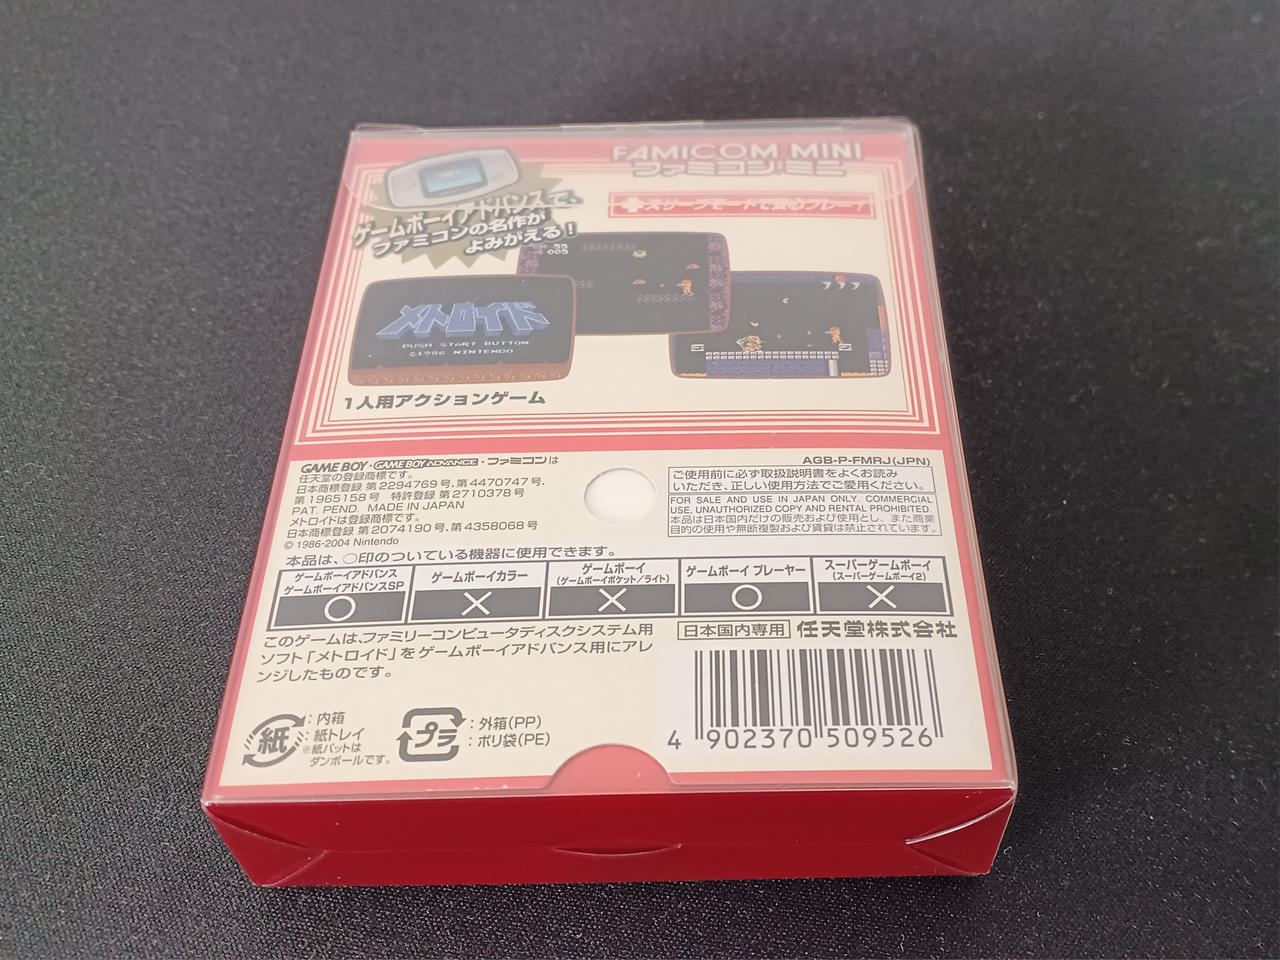 FAMICOM MINI
ファミコンミニ
スリープモードで安心プレー!
ゲームボーイアドバンスで、
ファミコンの名作が
よみがえる!
メトロイド
PUSH START BUTTON
©1986 NINTENDO
1人用アクションゲーム
GAME BOY・GAME BOY ADVANCE・ファミコンは
任天堂の登録商標です。
日本商標登録 第2294769号、第4470747号、
第1965158号 特許登録 第2710378号
PAT. PEND. MADE IN JAPAN
メトロイドは登録商標です。
日本商標登録 第2074190号、第4358068号
© 1986-2004 Nintendo
AGB-P-FMRJ(JPN)
ご使用前に必ず取扱説明書をよくお読み
いただき、正しい使用方法でご愛用ください。
FOR SALE AND USE IN JAPAN ONLY. COMMERCIAL
USE, UNAUTHORIZED COPY AND RENTAL PROHIBITED.
本品は日本国内だけの販売および使用とし、また商業
目的の使用や無断複製および賃貸は禁止されています。
本品は、○印のついている機器に使用できます。
ゲームボーイアドバンス
ゲームボーイアドバンスSP
○
ゲームボーイカラー
×
ゲームボーイ
(ゲームボーイポケット/ライト)
×
ゲームボーイ プレーヤー
○
スーパーゲームボーイ
(スーパーゲームボーイ2)
×
このゲームは、ファミリーコンピュータディスクシステム用
ソフト「メトロイド」をゲームボーイアドバンス用にアレ
ンジしたものです。
日本国内専用 任天堂株式会社
紙:内箱
:紙トレイ
※紙パットは
ダンボールです。
プラ:外箱(PP)
:ポリ袋(PE)
4 902370 509526